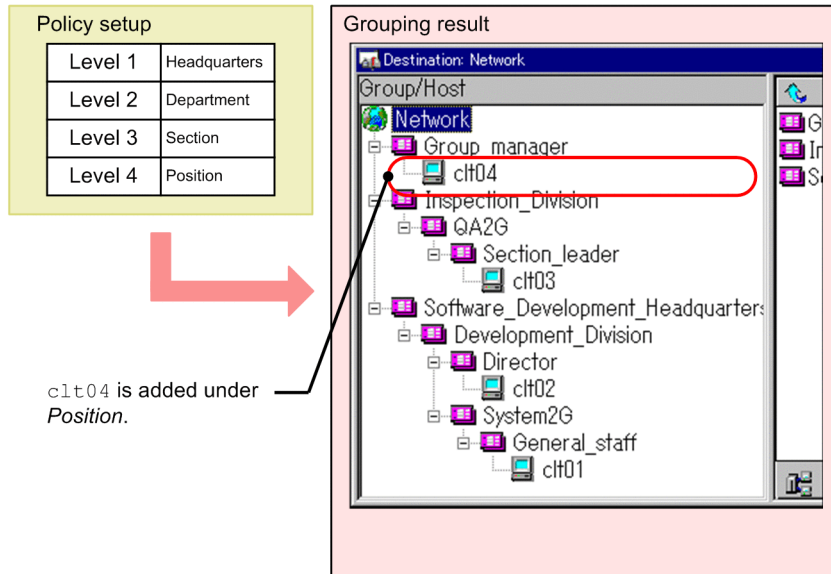 Policy setup
Level 1 Headquarters
Level 2 Department
Level 3 Section
Level 4 Position
clt04 is added under
Position.
Grouping result
Destination: Network
Group/Host
Network
Group_manager
clt04
Inspection_Division
QA2G
Section_leader
clt03
Software_Development_Headquarters
Development_Division
Director
clt02
System2G
General_staff
clt01
G
In
Se